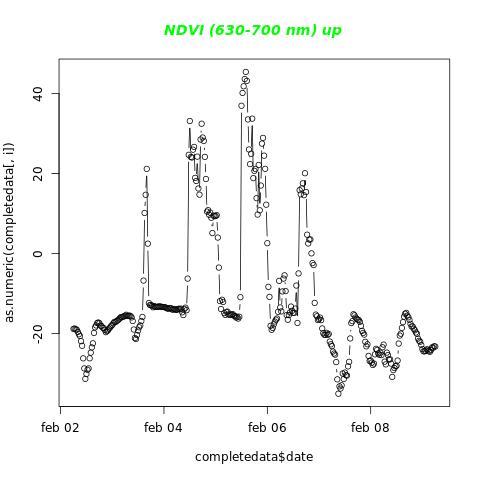 NDVI (630-700 nm) up
as.numeric(completedata[, i])
40
20
0
-20
feb 02
feb 04
feb 06
feb 08
completedata$date